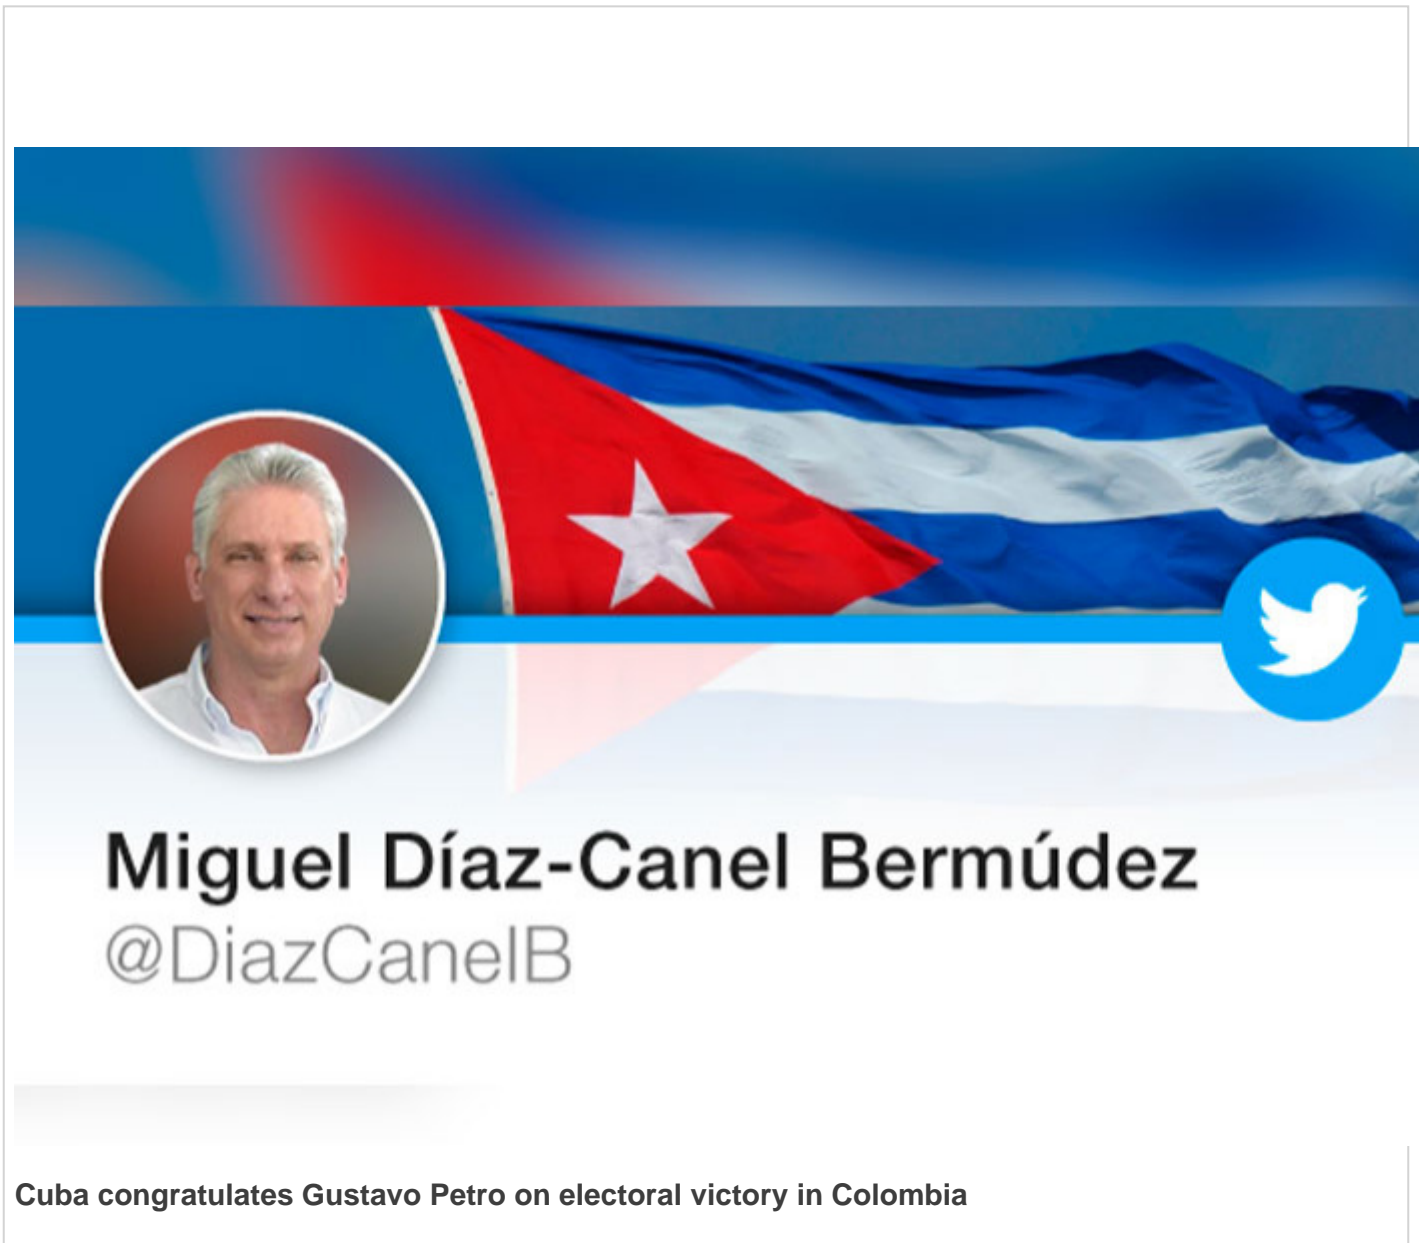 Miguel Díaz-Canel Bermúdez
@DiazCanelB
Cuba congratulates Gustavo Petro on electoral victory in Colombia